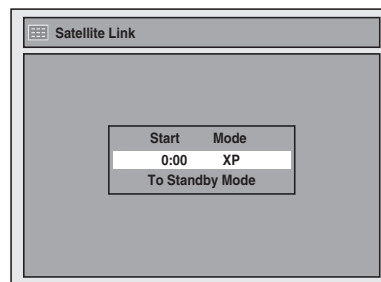 Satellite Link
Start Mode
0:00 XP
To Standby Mode